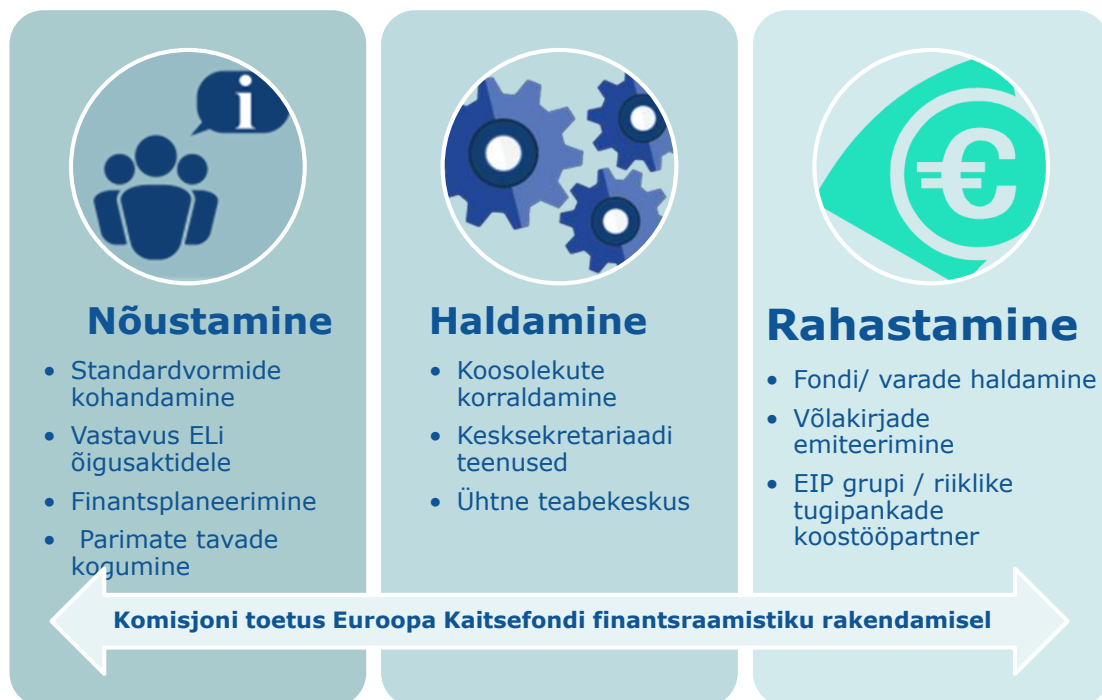 i
€
Nõustamine
• Standardvormide
kohandamine
• Vastavus ELi
õigusaktidele
• Finantsplaneerimine
• Parimate tavade
kogumine
Haldamine
• Koosolekute
korraldamine
• Kesksekretariaadi
teenused
• Ühtne teabekeskus
Rahastamine
• Fondi/ varade haldamine
• Võlakirjade
emiteerimine
• EIP grupi / riiklike
tugipankade
koostööpartner
Komisjoni toetus Euroopa Kaitsefondi finantsraamistiku rakendamisel